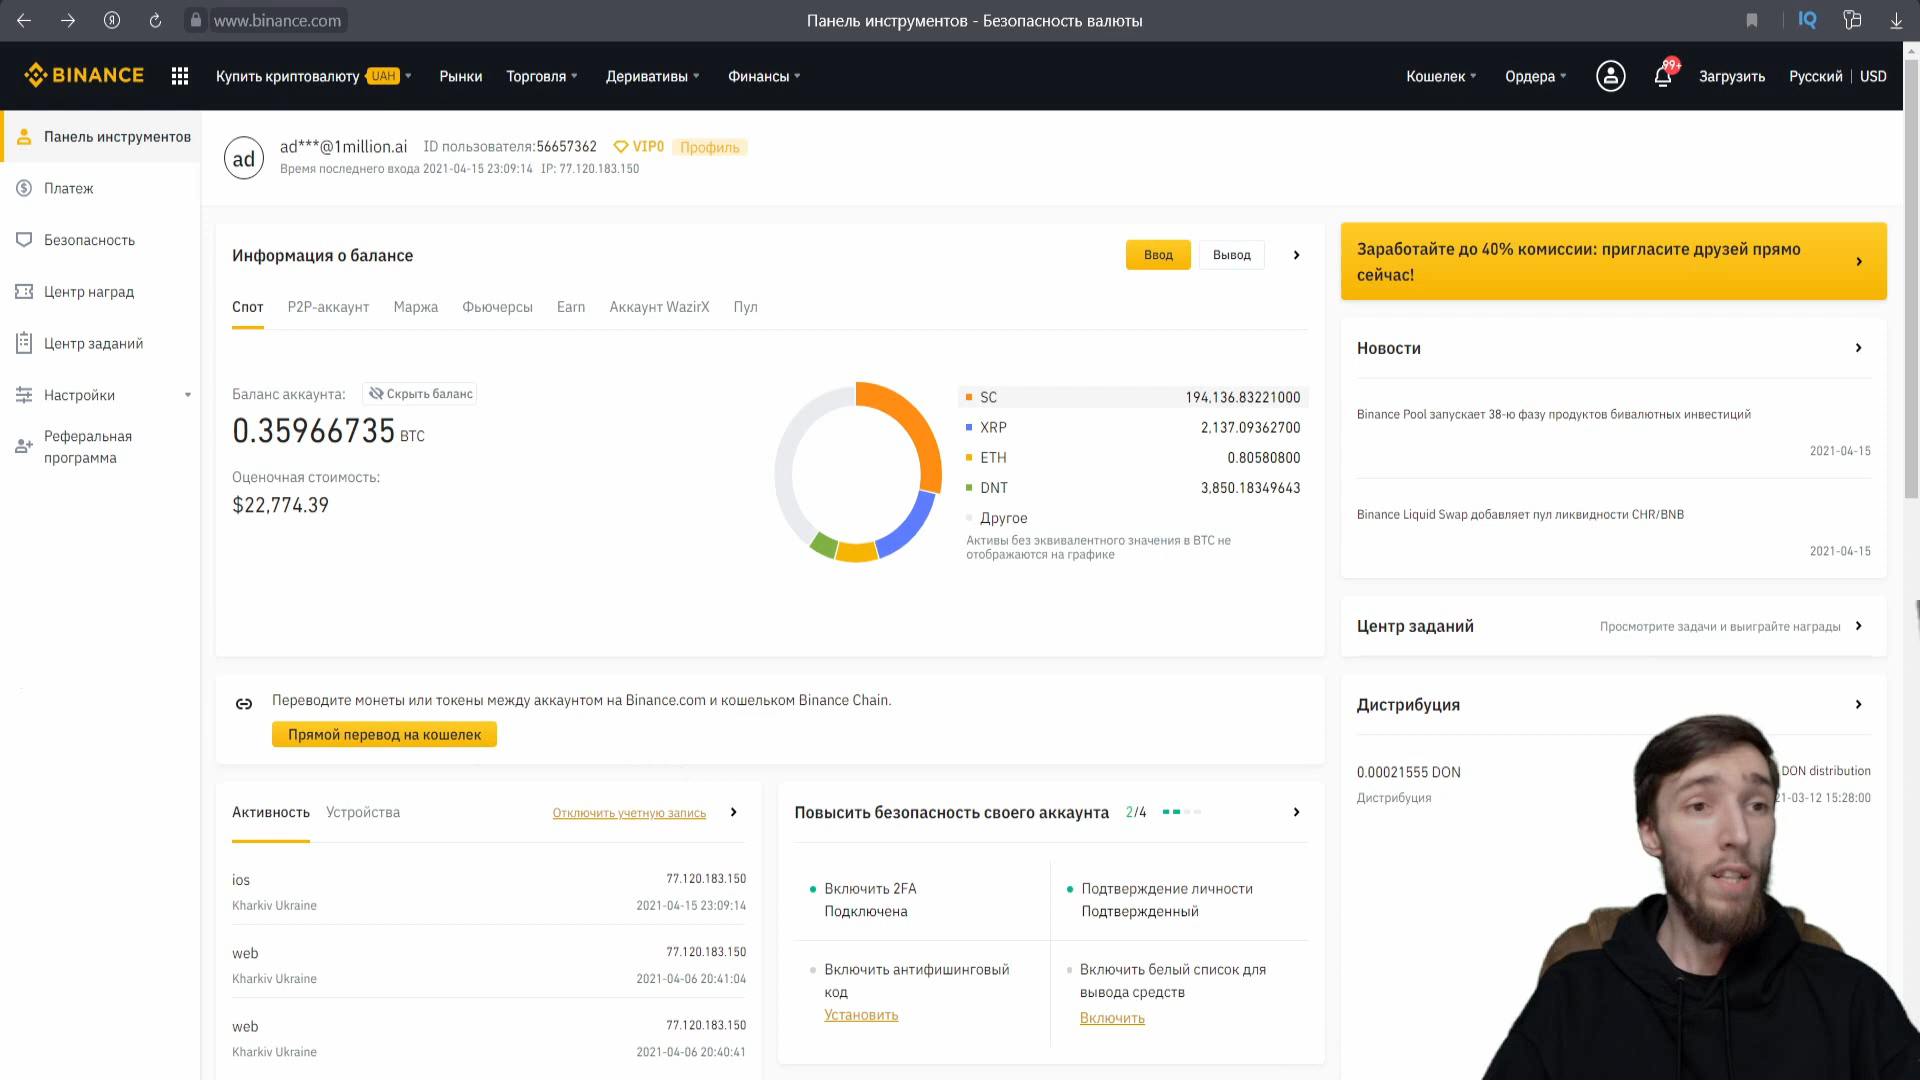 www.binance.com
Панель инструментов - Безопасность валюты
IQ
BINANCE
Купить криптовалюту UAH
Рынки
Торговля
Деривативы
Финансы
Кошелек
Ордера
99+
Загрузить
Русский | USD
Панель инструментов
Платеж
Безопасность
Центр наград
Центр заданий
Настройки
Реферальная
программа
ad
ad***@1million.ai ID пользователя:56657362 VIP0 Профиль
Время последнего входа 2021-04-15 23:09:14 IP: 77.120.183.150
Информация о балансе
Ввод
Вывод
Спот P2P-аккаунт Маржа Фьючерсы Earn Аккаунт WazirX Пул
Баланс аккаунта: Скрыть баланс
0.35966735 BTC
Оценочная стоимость:
$22,774.39
SC 194,136.83221000
XRP 2,137.09362700
ETH 0.80580800
DNT 3,850.18349643
Другое
Активы без эквивалентного значения в BTC не
отображаются на графике
Переводите монеты или токены между аккаунтом на Binance.com и кошельком Binance Chain.
Прямой перевод на кошелек
Активность Устройства Отключить учетную запись
ios 77.120.183.150
Kharkiv Ukraine 2021-04-15 23:09:14
web 77.120.183.150
Kharkiv Ukraine 2021-04-06 20:41:04
web 77.120.183.150
Kharkiv Ukraine 2021-04-06 20:40:41
Повысить безопасность своего аккаунта 2/4
Включить 2FA
Подключена
Подтверждение личности
Подтвержденный
Включить антифишинговый
код
Установить
Включить белый список для
вывода средств
Включить
Заработайте до 40% комиссии: пригласите друзей прямо
сейчас!
Новости
Binance Pool запускает 38-ю фазу продуктов бивалютных инвестиций
2021-04-15
Binance Liquid Swap добавляет пул ликвидности CHR/BNB
2021-04-15
Центр заданий Просмотрите задачи и выиграйте награды
Дистрибуция
0.00021555 DON DON distribution
Дистрибуция 21-03-12 15:28:00